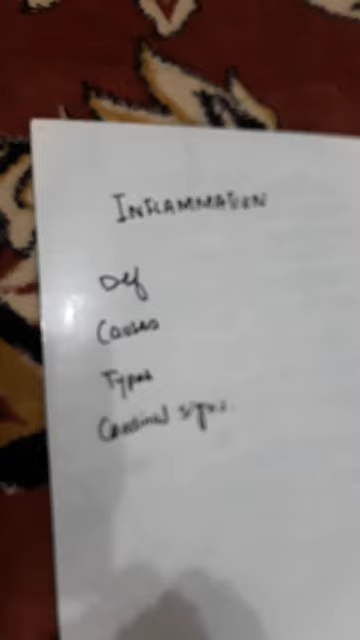 INFLAMMATION
Def
Causes
Types
Cardinal signs.